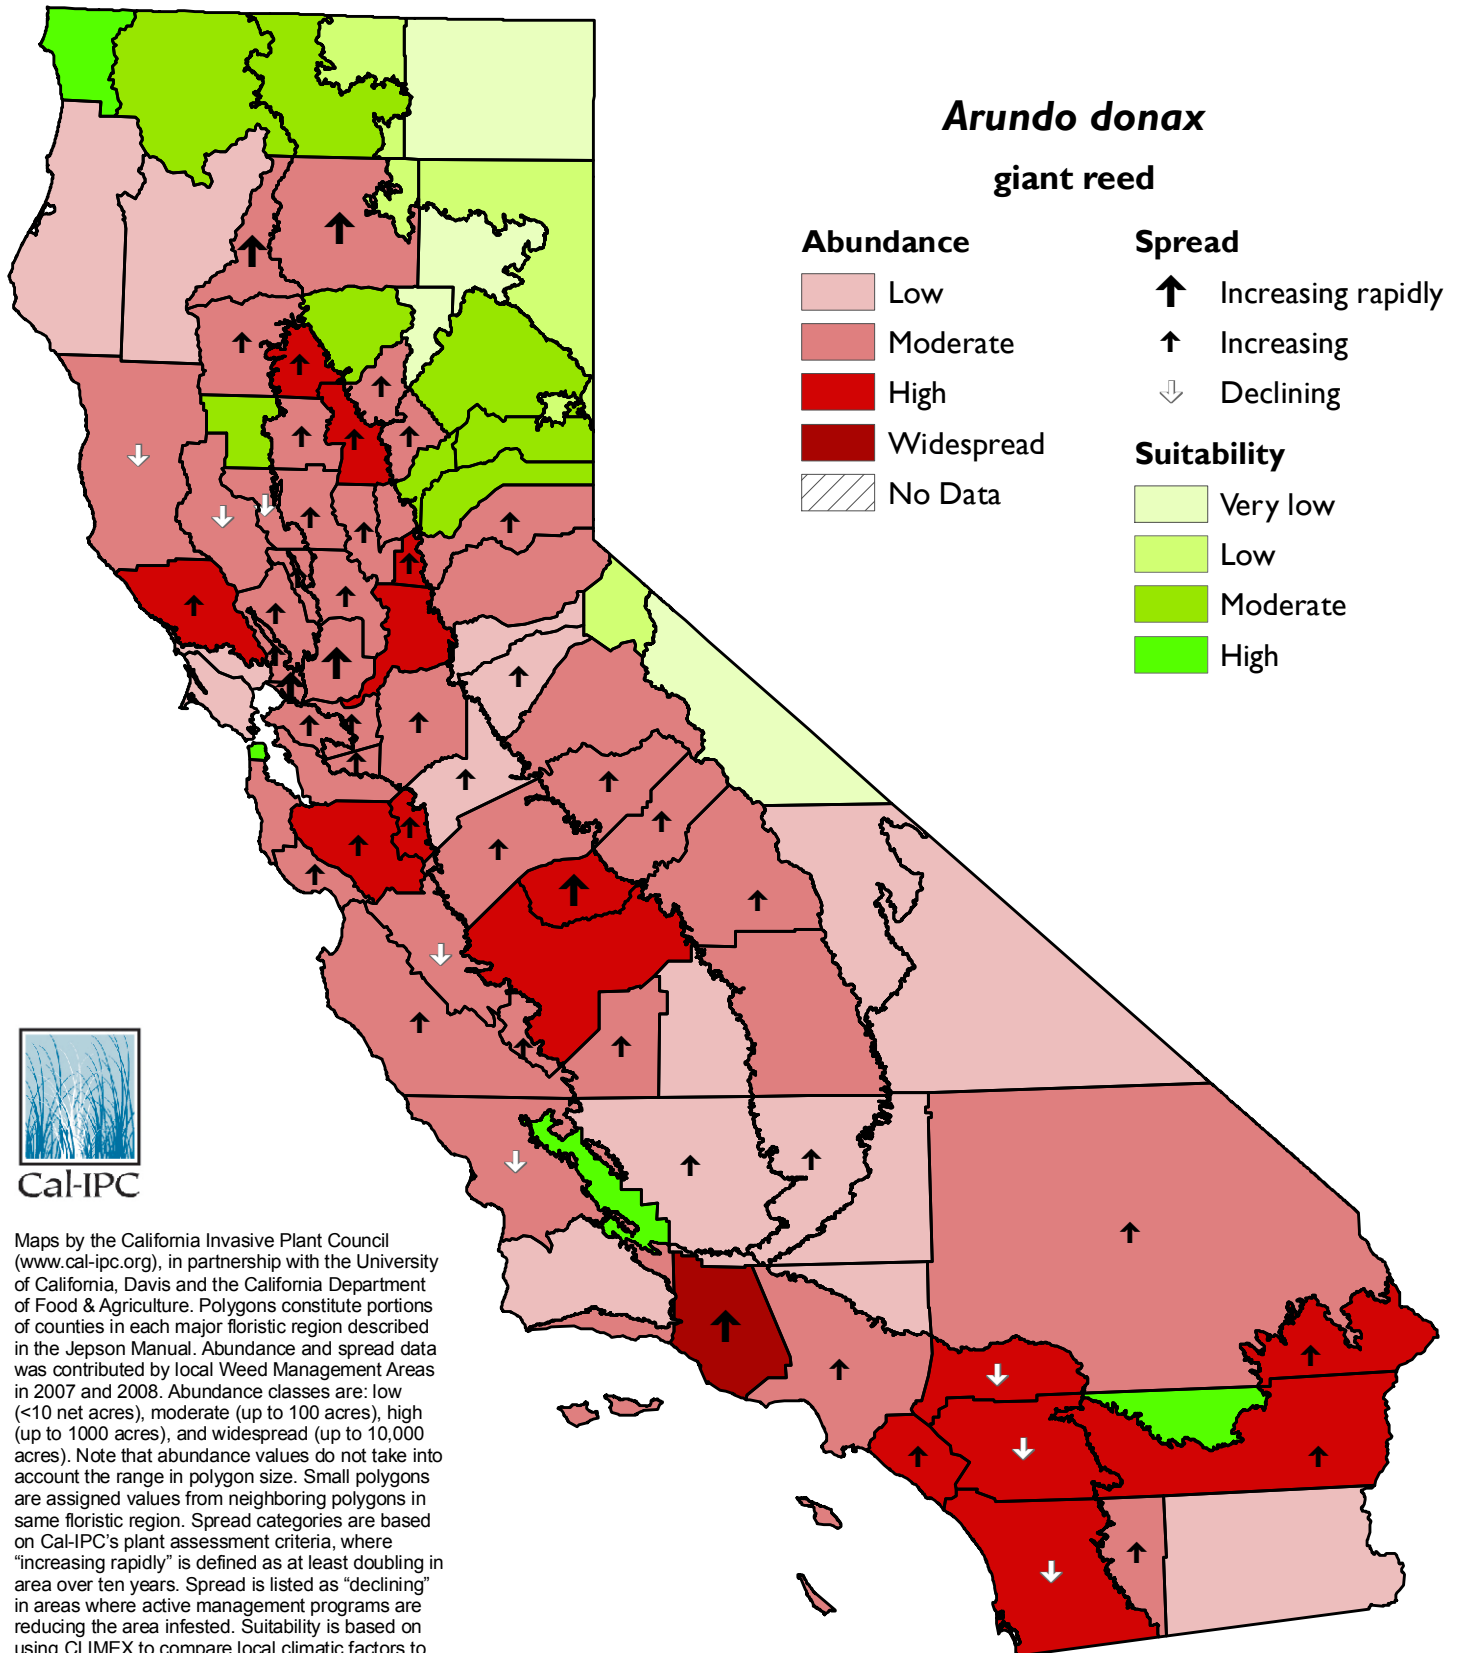 Arundo donax
giant reed
Abundance
Low
Moderate
High
Widespread
No Data
Spread
Increasing rapidly
Increasing
Declining
Suitability
Very low
Low
Moderate
High
Cal-IPC
Maps by the California Invasive Plant Council
(www.cal-ipc.org), in partnership with the University
of California, Davis and the California Department
of Food & Agriculture. Polygons constitute portions
of counties in each major floristic region described
in the Jepson Manual. Abundance and spread data
was contributed by local Weed Management Areas
in 2007 and 2008. Abundance classes are: low
(<10 net acres), moderate (up to 100 acres), high
(up to 1000 acres), and widespread (up to 10,000
acres). Note that abundance values do not take into
account the range in polygon size. Small polygons
are assigned values from neighboring polygons in
same floristic region. Spread categories are based
on Cal-IPC’s plant assessment criteria, where
“increasing rapidly” is defined as at least doubling in
area over ten years. Spread is listed as “declining”
in areas where active management programs are
reducing the area infested. Suitability is based on
using CLIMEX to compare local climatic factors to